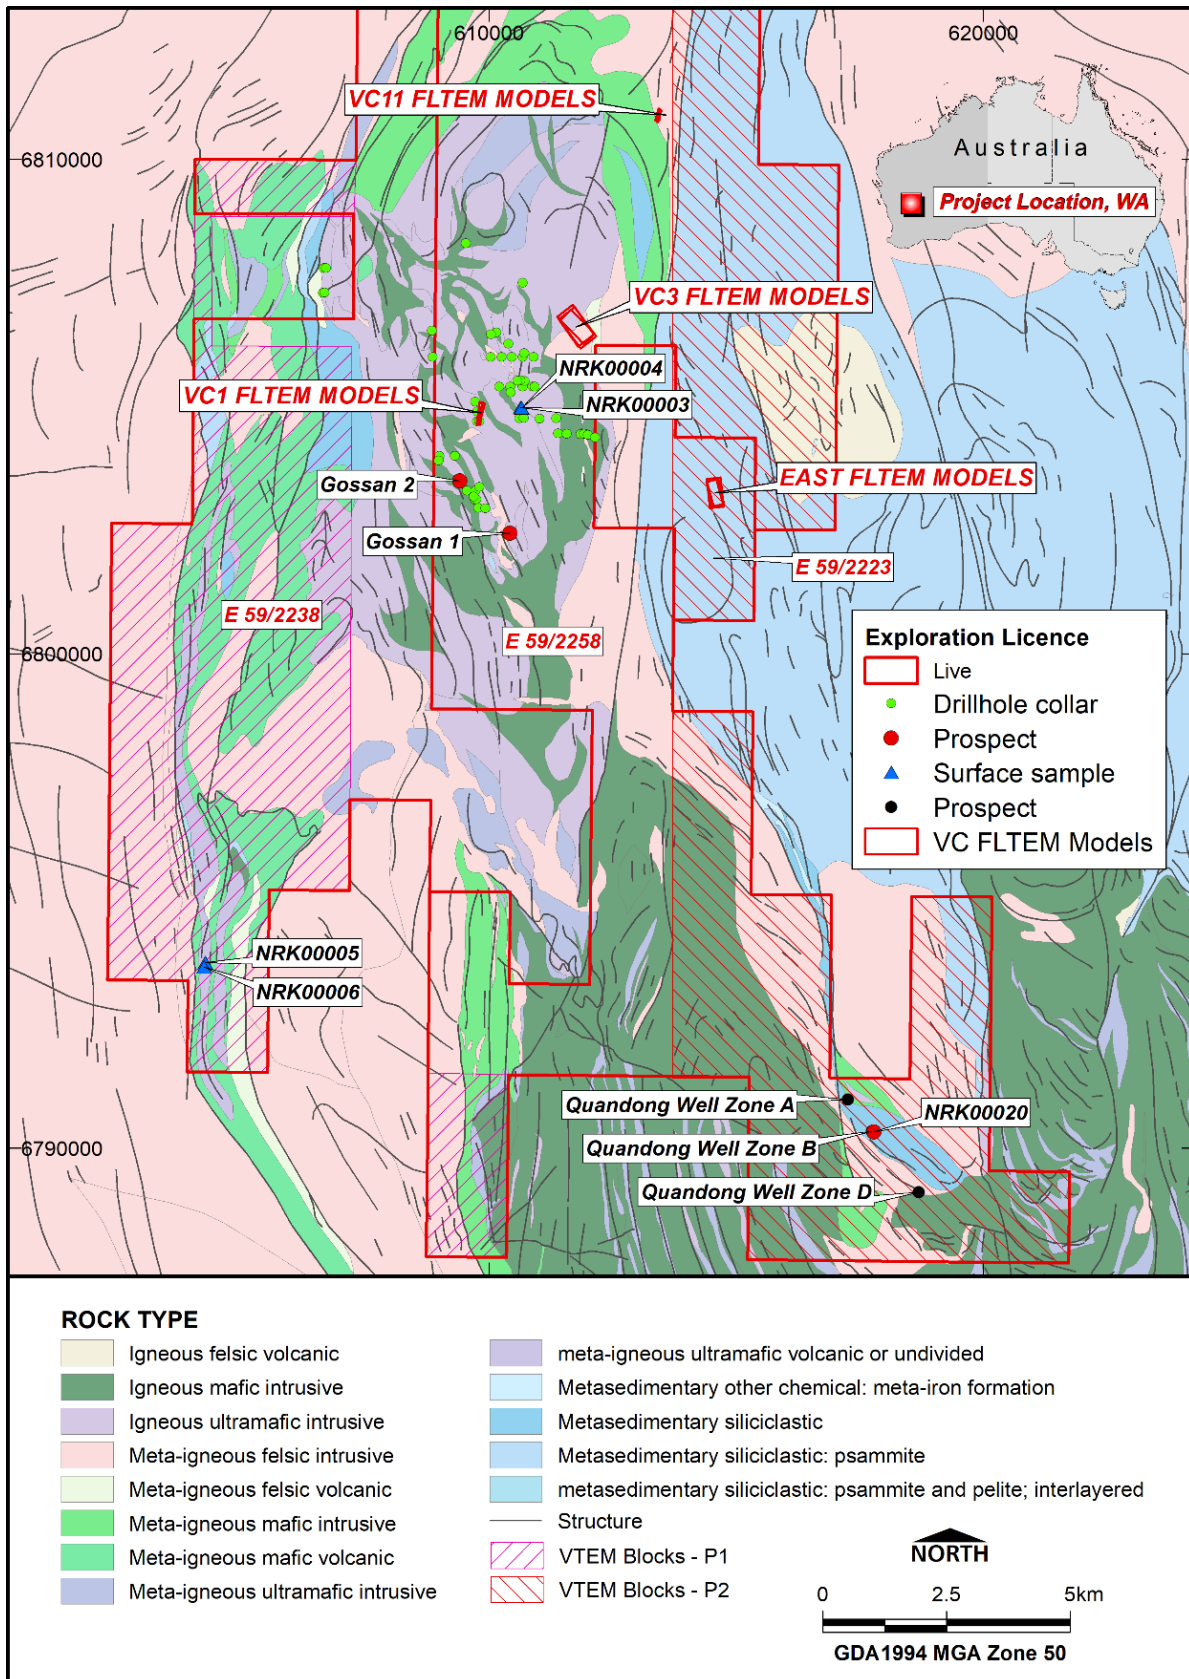 610000
620000
VC11 FLTEM MODELS
6810000
Australia
Project Location, WA
VC3 FLTEM MODELS
NRK00004
VC1 FLTEM MODELS
NRK00003
EAST FLTEM MODELS
Gossan 2
Gossan 1
E 59/2223
E 59/2238
E 59/2258
6800000
Exploration Licence
Live
Drillhole collar
Prospect
Surface sample
Prospect
VC FLTEM Models
NRK00005
NRK00006
Quandong Well Zone A
NRK00020
Quandong Well Zone B
6790000
Quandong Well Zone D
ROCK TYPE
Igneous felsic volcanic
Igneous mafic intrusive
Igneous ultramafic intrusive
Meta-igneous felsic intrusive
Meta-igneous felsic volcanic
Meta-igneous mafic intrusive
Meta-igneous mafic volcanic
Meta-igneous ultramafic intrusive
meta-igneous ultramafic volcanic or undivided
Metasedimentary other chemical: meta-iron formation
Metasedimentary siliciclastic
Metasedimentary siliciclastic: psammite
metasedimentary siliciclastic: psammite and pelite; interlayered
Structure
VTEM Blocks - P1
VTEM Blocks - P2
NORTH
0 2.5 5km
GDA1994 MGA Zone 50